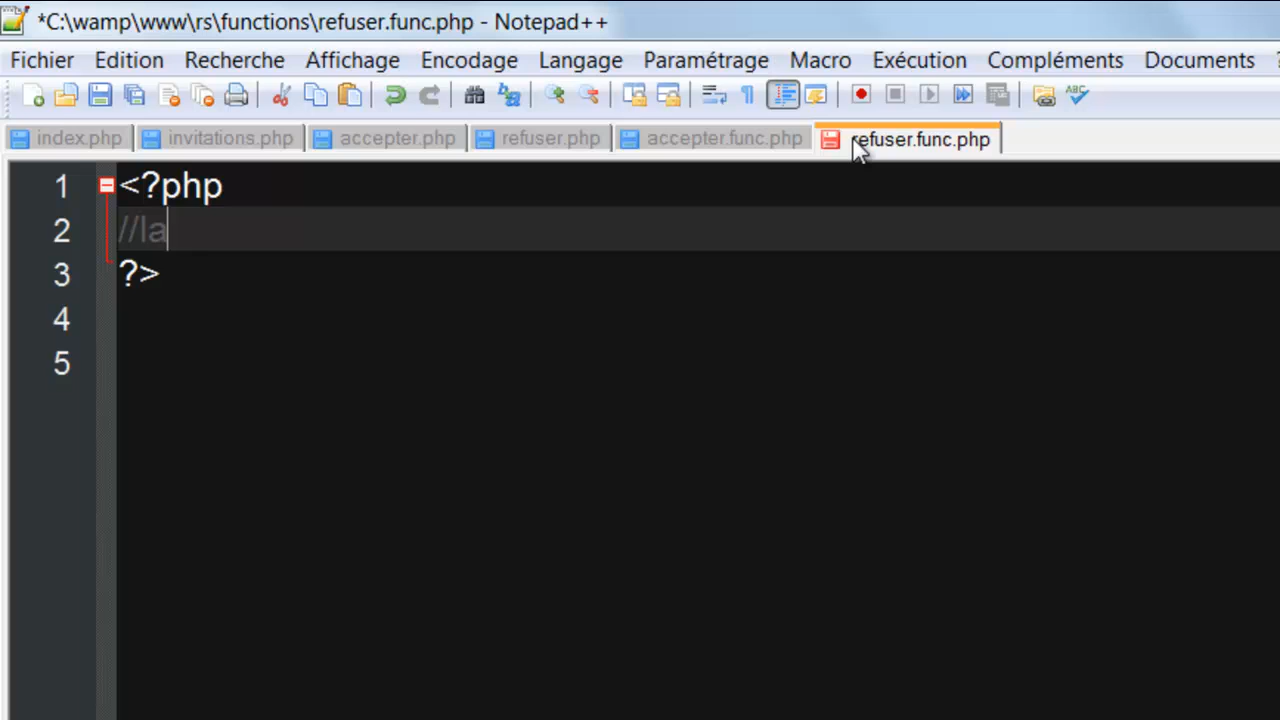 *C:\wamp\www\rs\functions\refuser.func.php - Notepad++
Fichier Edition Recherche Affichage Encodage Langage Paramétrage Macro Exécution Compléments Documents ?
ABC
index.php invitations.php accepter.php refuser.php accepter.func.php refuser.func.php
1 <?php
2 //la
3 ?>
4
5